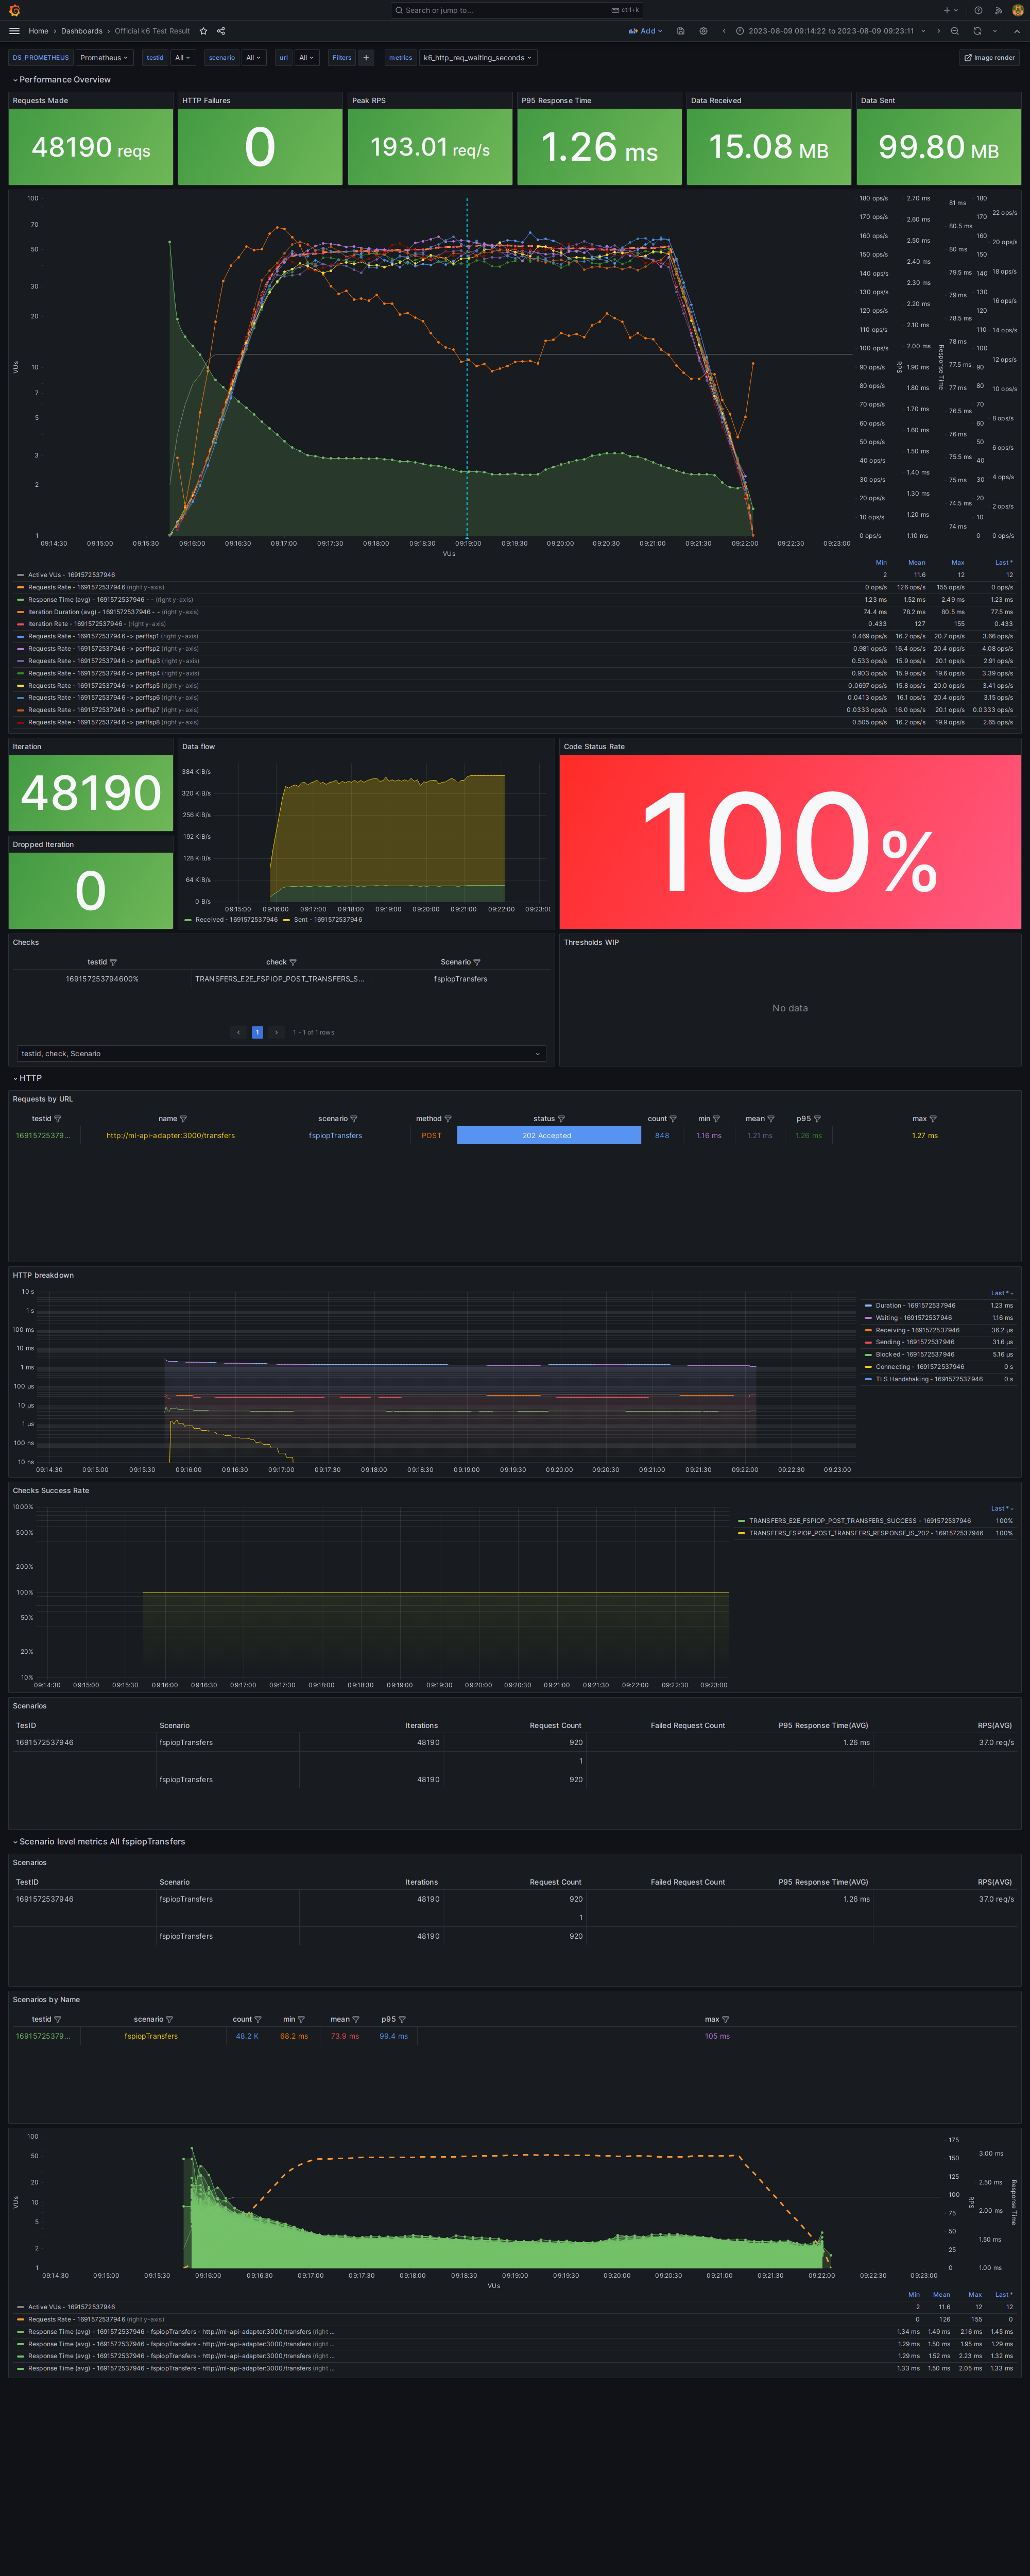 Search or jump to... ctrl+k
Home › Dashboards › Official k6 Test Result Add 2023-08-09 09:14:22 to 2023-08-09 09:23:11
DS_PROMETHEUS Prometheus testid All scenario All url All Filters + metrics k6_http_req_waiting_seconds Image render
Performance Overview
Requests Made HTTP Failures Peak RPS P95 Response Time Data Received Data Sent
48190 reqs 0 193.01 req/s 1.26 ms 15.08 MB 99.80 MB
100 180 ops/s 2.70 ms 81 ms 180
22 ops/s
170 ops/s 2.60 ms 80.5 ms 170
70 160 ops/s 2.50 ms 80 ms 160 20 ops/s
50 150 ops/s 2.40 ms 79.5 ms 150 18 ops/s
140 ops/s 2.30 ms 79 ms 140
30 130 ops/s 2.20 ms 78.5 ms 130 16 ops/s
20 120 ops/s 2.10 ms 78 ms 120 14 ops/s
110 ops/s 2.00 ms 77.5 ms 110 12 ops/s
100 ops/s 1.90 ms 77 ms 100
10 90 ops/s 1.80 ms 76.5 ms 90 10 ops/s
80 ops/s 1.70 ms 76 ms 80
7 70 ops/s 1.60 ms 75.5 ms 70 8 ops/s
5 60 ops/s 1.50 ms 75 ms 60 6 ops/s
50 ops/s 1.40 ms 74.5 ms 50
3 40 ops/s 1.30 ms 74 ms 40 4 ops/s
2 30 ops/s 1.20 ms 30 2 ops/s
20 ops/s 1.10 ms 20
10 ops/s 10
1 0 ops/s 0 0 ops/s
VUs RPS Response Time
09:14:30 09:15:00 09:15:30 09:16:00 09:16:30 09:17:00 09:17:30 09:18:00 09:18:30 09:19:00 09:19:30 09:20:00 09:20:30 09:21:00 09:21:30 09:22:00 09:22:30 09:23:00
VUs
Min Mean Max Last *
Active VUs - 1691572537946 2 11.6 12 12
Requests Rate - 1691572537946 (right y-axis) 0 ops/s 126 ops/s 155 ops/s 0 ops/s
Response Time (avg) - 1691572537946 - - (right y-axis) 1.23 ms 1.52 ms 2.49 ms 1.23 ms
Iteration Duration (avg) - 1691572537946 - - (right y-axis) 74.4 ms 78.2 ms 80.5 ms 77.5 ms
Iteration Rate - 1691572537946 - (right y-axis) 0.433 127 155 0.433
Requests Rate - 1691572537946 -> perffsp1 (right y-axis) 0.469 ops/s 16.2 ops/s 20.7 ops/s 3.66 ops/s
Requests Rate - 1691572537946 -> perffsp2 (right y-axis) 0.981 ops/s 16.4 ops/s 20.4 ops/s 4.08 ops/s
Requests Rate - 1691572537946 -> perffsp3 (right y-axis) 0.533 ops/s 15.9 ops/s 20.1 ops/s 2.91 ops/s
Requests Rate - 1691572537946 -> perffsp4 (right y-axis) 0.903 ops/s 15.9 ops/s 19.6 ops/s 3.39 ops/s
Requests Rate - 1691572537946 -> perffsp5 (right y-axis) 0.0697 ops/s 15.8 ops/s 20.0 ops/s 3.41 ops/s
Requests Rate - 1691572537946 -> perffsp6 (right y-axis) 0.0413 ops/s 16.1 ops/s 20.4 ops/s 3.15 ops/s
Requests Rate - 1691572537946 -> perffsp7 (right y-axis) 0.0333 ops/s 16.0 ops/s 20.1 ops/s 0.0333 ops/s
Requests Rate - 1691572537946 -> perffsp8 (right y-axis) 0.505 ops/s 16.2 ops/s 19.9 ops/s 2.65 ops/s
Iteration Data flow Code Status Rate
48190
384 KiB/s
320 KiB/s
256 KiB/s
192 KiB/s
128 KiB/s
64 KiB/s
0 B/s
09:15:00 09:16:00 09:17:00 09:18:00 09:19:00 09:20:00 09:21:00 09:22:00 09:23:00
Received - 1691572537946 Sent - 1691572537946
100%
Dropped Iteration
0
Checks Thresholds WIP
testid check Scenario
1691572537946​00% TRANSFERS_E2E_FSPIOP_POST_TRANSFERS_S... fspiopTransfers
No data
1 1 - 1 of 1 rows
testid, check, Scenario
HTTP
Requests by URL
testid name scenario method status count min mean p95 max
16915725379... http://ml-api-adapter:3000/transfers fspiopTransfers POST 202 Accepted 848 1.16 ms 1.21 ms 1.26 ms 1.27 ms
HTTP breakdown
10 s
1 s
100 ms
10 ms
1 ms
100 µs
10 µs
1 µs
100 ns
10 ns
09:14:30 09:15:00 09:15:30 09:16:00 09:16:30 09:17:00 09:17:30 09:18:00 09:18:30 09:19:00 09:19:30 09:20:00 09:20:30 09:21:00 09:21:30 09:22:00 09:22:30 09:23:00
Last *
Duration - 1691572537946 1.23 ms
Waiting - 1691572537946 1.16 ms
Receiving - 1691572537946 36.2 µs
Sending - 1691572537946 31.6 µs
Blocked - 1691572537946 5.16 µs
Connecting - 1691572537946 0 s
TLS Handshaking - 1691572537946 0 s
Checks Success Rate
1000%
500%
200%
100%
50%
20%
10%
09:14:30 09:15:00 09:15:30 09:16:00 09:16:30 09:17:00 09:17:30 09:18:00 09:18:30 09:19:00 09:19:30 09:20:00 09:20:30 09:21:00 09:21:30 09:22:00 09:22:30 09:23:00
Last *
TRANSFERS_E2E_FSPIOP_POST_TRANSFERS_SUCCESS - 1691572537946 100%
TRANSFERS_FSPIOP_POST_TRANSFERS_RESPONSE_IS_202 - 1691572537946 100%
Scenarios
TesID Scenario Iterations Request Count Failed Request Count P95 Response Time(AVG) RPS(AVG)
1691572537946 fspiopTransfers 48190 920 1.26 ms 37.0 req/s
1
fspiopTransfers 48190 920
Scenario level metrics All fspiopTransfers
Scenarios
TestID Scenario Iterations Request Count Failed Request Count P95 Response Time(AVG) RPS(AVG)
1691572537946 fspiopTransfers 48190 920 1.26 ms 37.0 req/s
1
fspiopTransfers 48190 920
Scenarios by Name
testid scenario count min mean p95 max
16915725379... fspiopTransfers 48.2 K 68.2 ms 73.9 ms 99.4 ms 105 ms
100 175
50 150 3.00 ms
20 125 2.50 ms
10 100 2.00 ms
5 75
2 50 1.50 ms
25
1 0 1.00 ms
VUs RPS Response Time
09:14:30 09:15:00 09:15:30 09:16:00 09:16:30 09:17:00 09:17:30 09:18:00 09:18:30 09:19:00 09:19:30 09:20:00 09:20:30 09:21:00 09:21:30 09:22:00 09:22:30 09:23:00
VUs
Min Mean Max Last *
Active VUs - 1691572537946 2 11.6 12 12
Requests Rate - 1691572537946 (right y-axis) 0 126 155 0
Response Time (avg) - 1691572537946 - fspiopTransfers - http://ml-api-adapter:3000/transfers (right ... 1.34 ms 1.49 ms 2.16 ms 1.45 ms
Response Time (avg) - 1691572537946 - fspiopTransfers - http://ml-api-adapter:3000/transfers (right ... 1.29 ms 1.50 ms 1.95 ms 1.29 ms
Response Time (avg) - 1691572537946 - fspiopTransfers - http://ml-api-adapter:3000/transfers (right ... 1.29 ms 1.52 ms 2.23 ms 1.32 ms
Response Time (avg) - 1691572537946 - fspiopTransfers - http://ml-api-adapter:3000/transfers (right ... 1.33 ms 1.50 ms 2.05 ms 1.33 ms